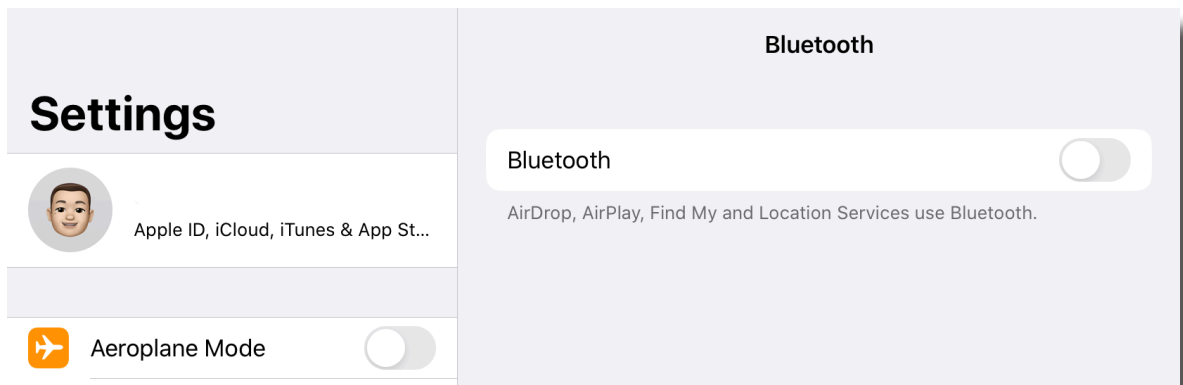 Settings
Apple ID, iCloud, iTunes & App St...
Aeroplane Mode
Bluetooth
Bluetooth
AirDrop, AirPlay, Find My and Location Services use Bluetooth.